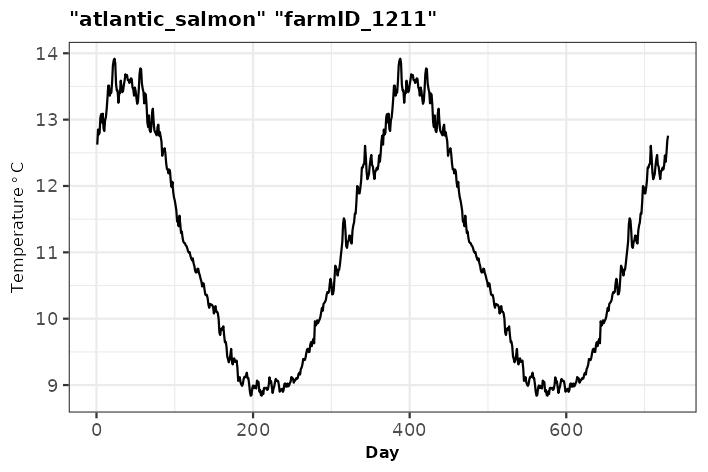 "atlantic_salmon" "farmID_1211"
14
13
12
11
10
9
Temperature ° C
0 200 400 600
Day